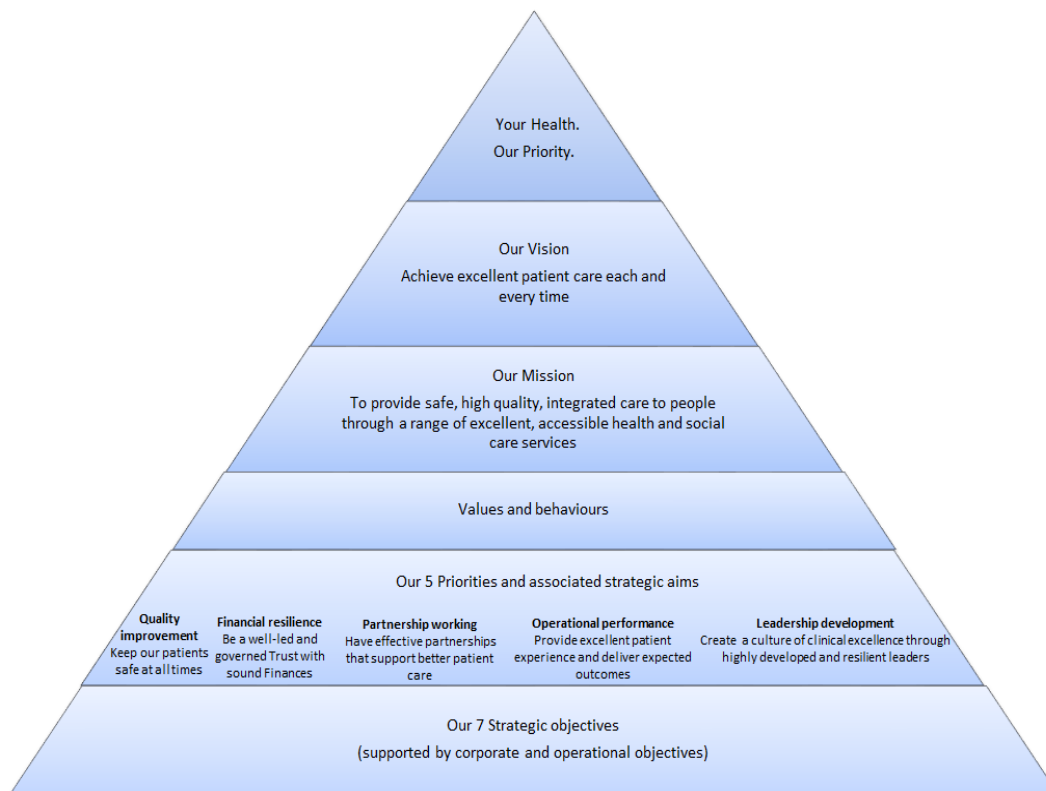 Your Health.
Our Priority.
Our Vision
Achieve excellent patient care each and
every time
Our Mission
To provide safe, high quality, integrated care to people
through a range of excellent, accessible health and social
care services
Values and behaviours
Our 5 Priorities and associated strategic aims
Quality
improvement
Keep our patients
safe at all times
Financial resilience
Be a well-led and
governed Trust with
sound Finances
Partnership working
Have effective partnerships
that support better patient
care
Operational performance
Provide excellent patient
experience and deliver expected
outcomes
Leadership development
Create a culture of clinical excellence through
highly developed and resilient leaders
Our 7 Strategic objectives
(supported by corporate and operational objectives)